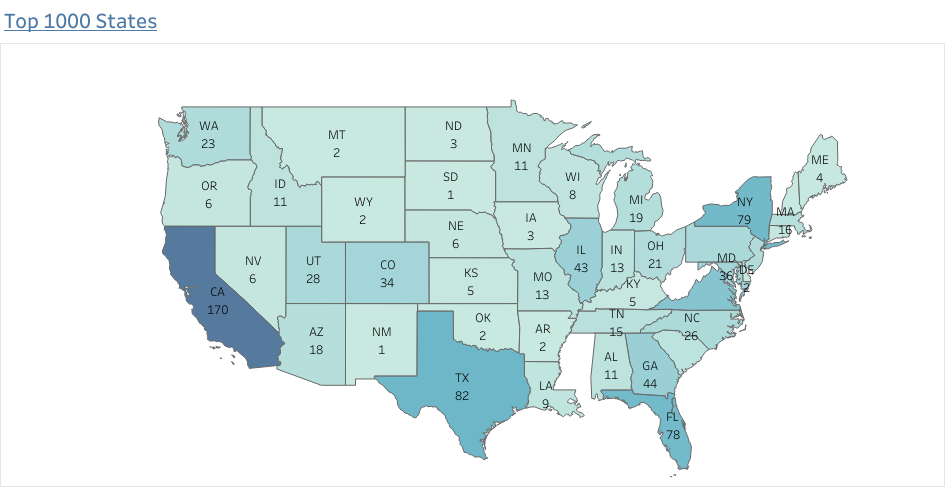 Top 1000 States
WA
23
MT
2
ND
3
MN
11
ME
4
OR
6
ID
11
SD
1
WI
8
WY
2
MI
19
NY
79
MA
16
NE
6
IA
3
NV
6
UT
28
CO
34
IL
43
IN
13
OH
21
MD
36
DE
2
KS
5
MO
13
KY
5
CA
170
AZ
18
NM
1
OK
2
AR
2
TN
15
NC
26
TX
82
LA
9
AL
11
GA
44
FL
78